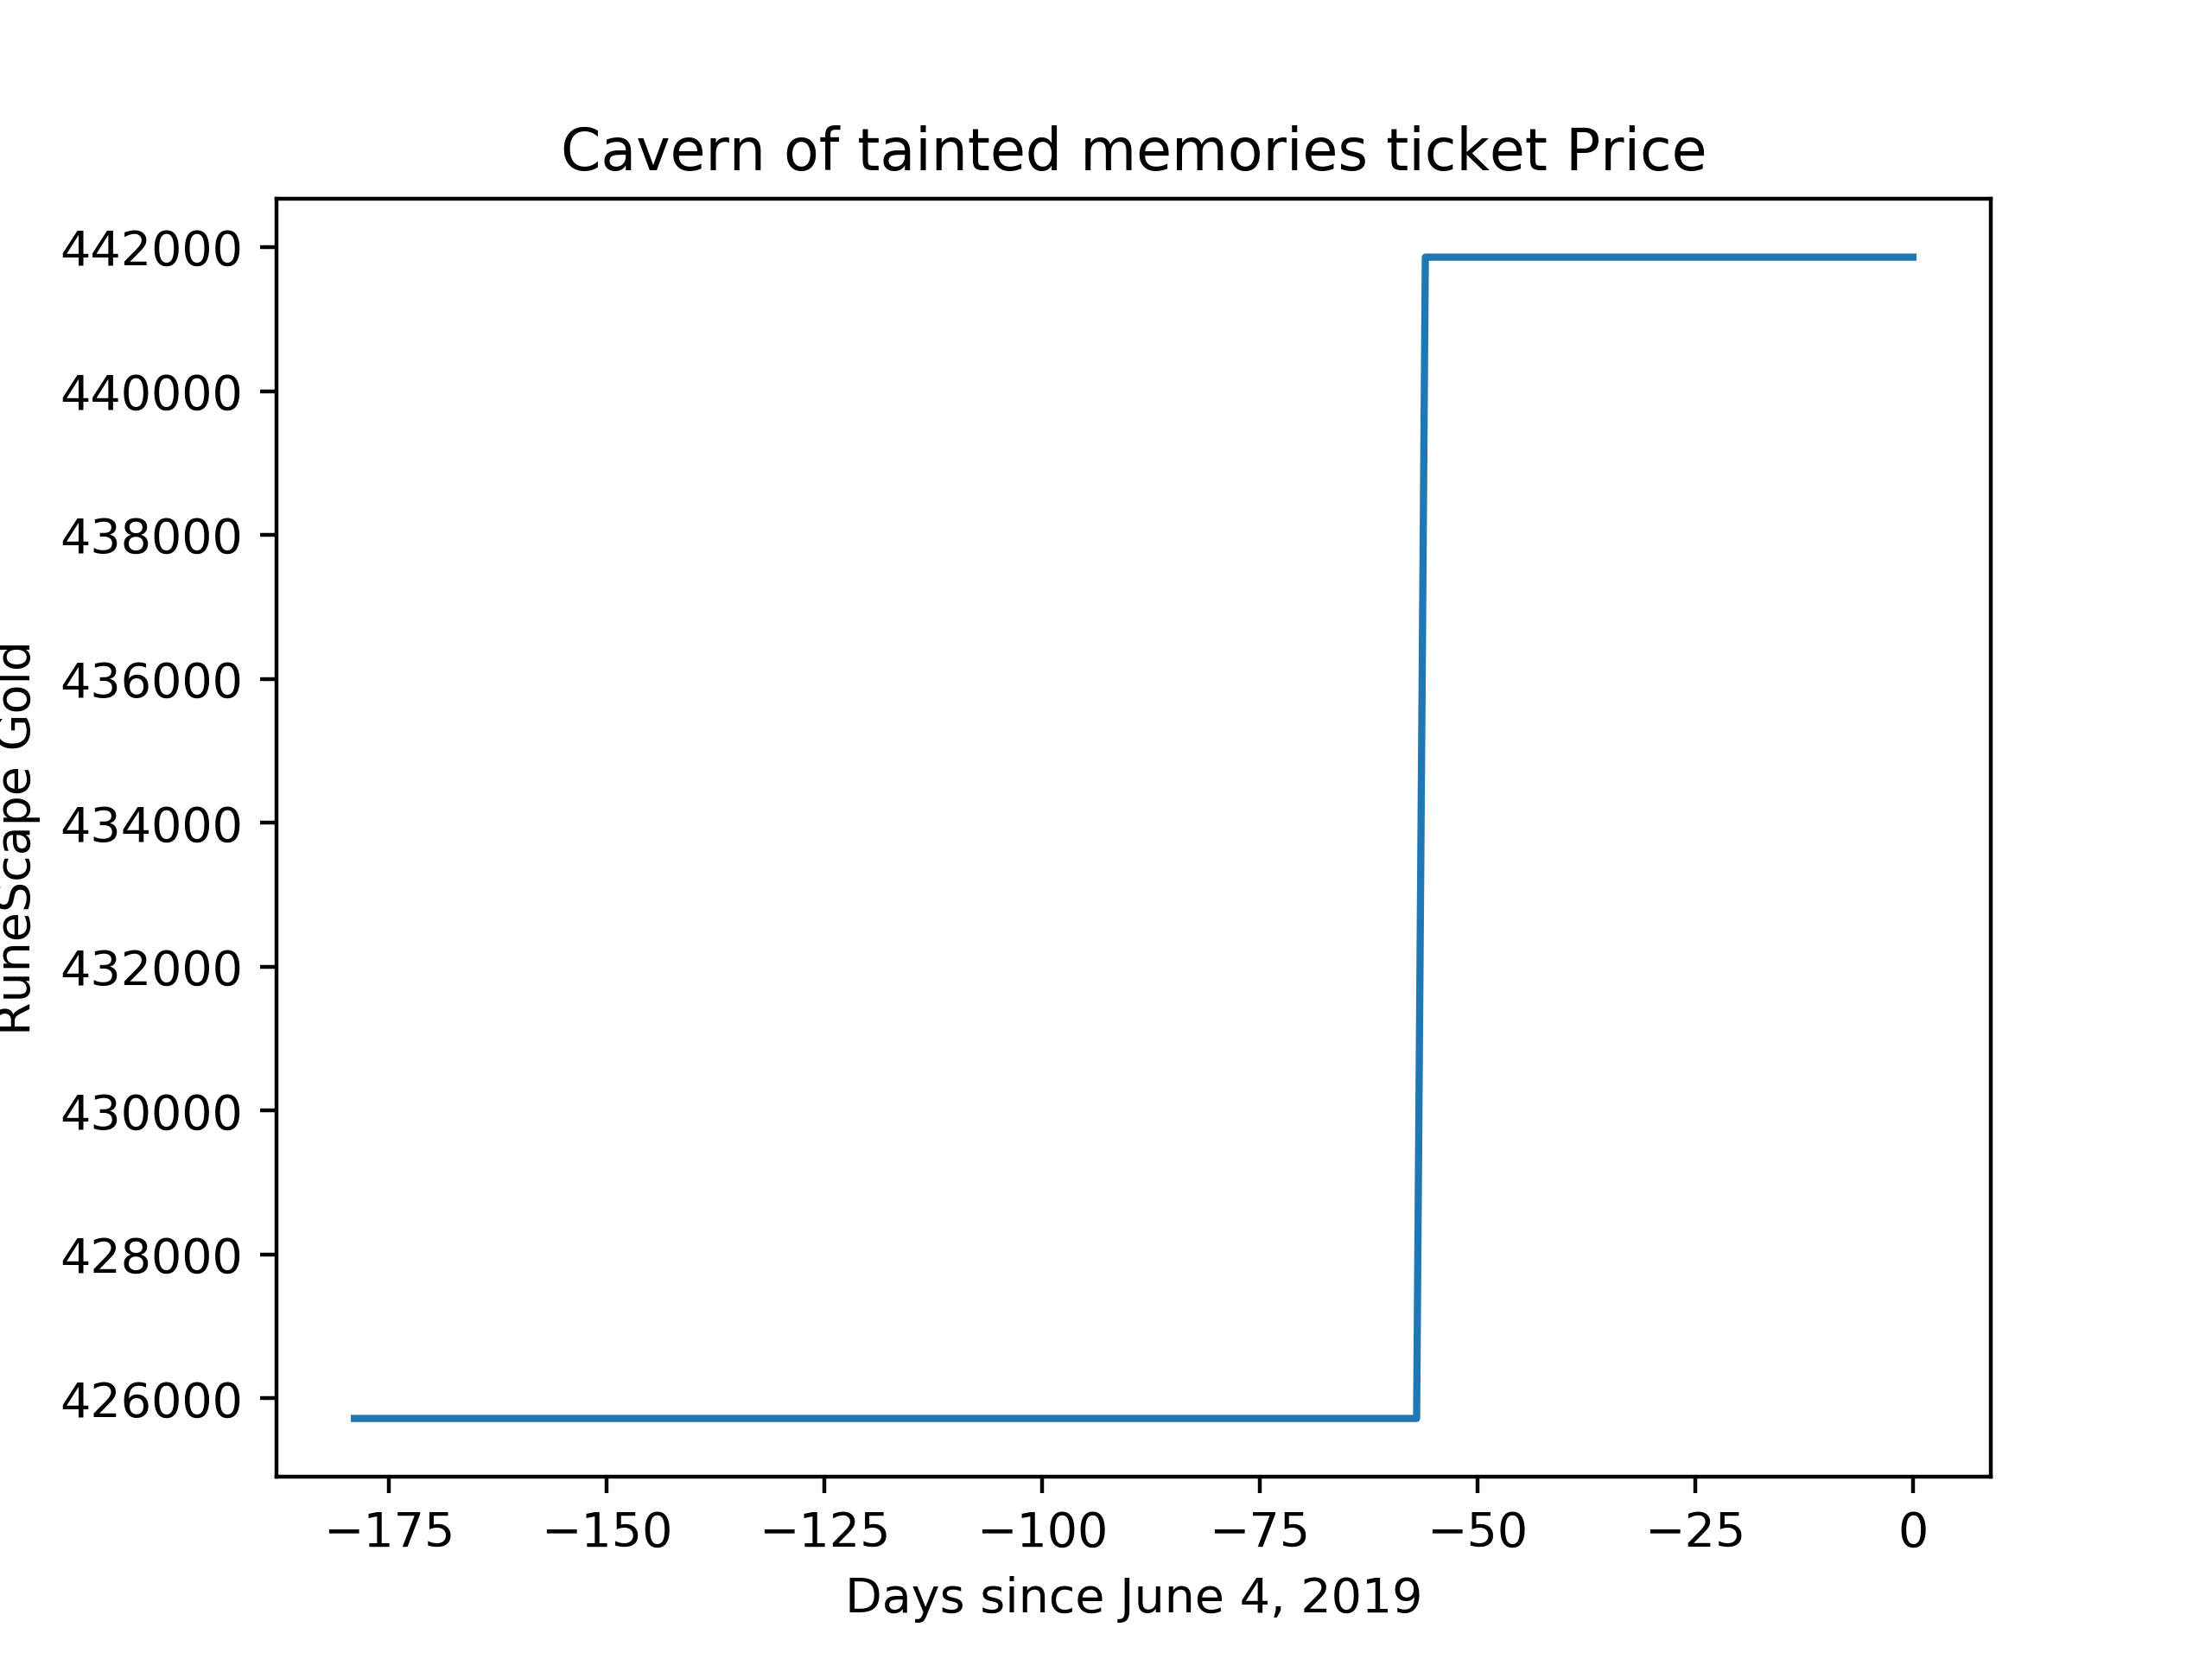 Cavern of tainted memories ticket Price
442000
440000
438000
436000
434000
432000
430000
428000
426000
RuneScape Gold
−175 −150 −125 −100 −75 −50 −25 0
Days since June 4, 2019